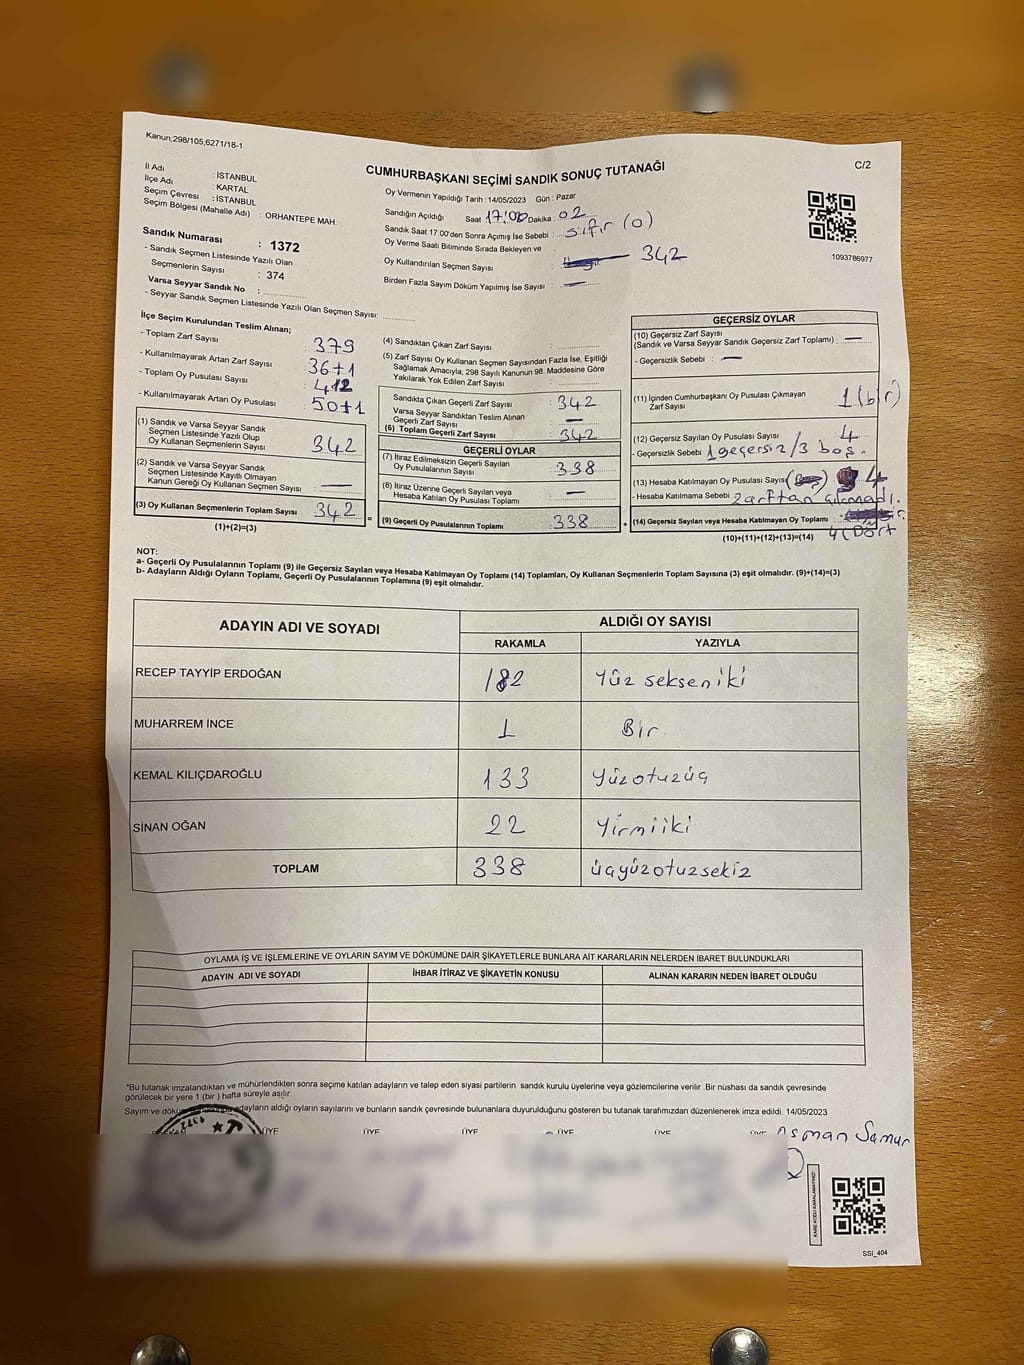 Kanun;298/105,6271/18-1
C/2
CUMHURBAŞKANI SEÇİMİ SANDIK SONUÇ TUTANAĞI
İl Adı : İSTANBUL
İlçe Adı : KARTAL
Seçim Çevresi : İSTANBUL
Seçim Bölgesi (Mahalle Adı) : ORHANTEPE MAH.
Sandık Numarası : 1372
- Sandık Seçmen Listesinde Yazılı Olan
Seçmenlerin Sayısı : 374
Varsa Seyyar Sandık No :
- Seyyar Sandık Seçmen Listesinde Yazılı Olan Seçmen Sayısı:
Oy Vermenin Yapıldığı Tarih :14/05/2023 Gün : Pazar
Sandığın Açıldığı Saat 17:00 Dakika : 02
Sandık Saat 17:00'den Sonra Açımış İse Sebebi : sıfır (0)
Oy Verme Saati Bitiminde Sırada Bekleyen ve
Oy Kullandırılan Seçmen Sayısı : 342
Birden Fazla Sayım Döküm Yapılmış İse Sayısı : —
1093786977
İlçe Seçim Kurulundan Teslim Alınan;
- Toplam Zarf Sayısı : 379
- Kullanılmayarak Artan Zarf Sayısı : 36+1
- Toplam Oy Pusulası Sayısı : 412
- Kullanılmayarak Artan Oy Pusulası : 50+1
(1) Sandık ve Varsa Seyyar Sandık
Seçmen Listesinde Yazılı Olup
Oy Kullanan Seçmenlerin Sayısı : 342
(2) Sandık ve Varsa Seyyar Sandık
Seçmen Listesinde Kayıtlı Olmayan
Kanun Gereği Oy Kullanan Seçmen Sayısı : —
(3) Oy Kullanan Seçmenlerin Toplam Sayısı : 342
(1)+(2)=(3)
(4) Sandıktan Çıkan Zarf Sayısı :
(5) Zarf Sayısı Oy Kullanan Seçmen Sayısından Fazla İse, Eşitliği
Sağlamak Amacıyla; 298 Sayılı Kanunun 98. Maddesine Göre
Yakılarak Yok Edilen Zarf Sayısı :
Sandıkta Çıkan Geçerli Zarf Sayısı : 342
Varsa Seyyar Sandıktan Teslim Alınan
Geçerli Zarf Sayısı : —
(6) Toplam Geçerli Zarf Sayısı : 342
GEÇERLİ OYLAR
(7) İtiraz Edilmeksizin Geçerli Sayılan
Oy Pusulalarının Sayısı : 338
(8) İtiraz Üzerine Geçerli Sayılan veya
Hesaba Katılan Oy Pusulası Toplamı : —
= (9) Geçerli Oy Pusulalarının Toplamı : 338 +
GEÇERSİZ OYLAR
(10) Geçersiz Zarf Sayısı
(Sandık ve Varsa Seyyar Sandık Geçersiz Zarf Toplamı) : —
- Geçersizlik Sebebi : —
(11) İçinden Cumhurbaşkanı Oy Pusulası Çıkmayan
Zarf Sayısı : 1 (bir)
(12) Geçersiz Sayılan Oy Pusulası Sayısı : 4
- Geçersizlik Sebebi : 1 geçersiz / 3 boş.
(13) Hesaba Katılmayan Oy Pusulası Sayısı 4
- Hesaba Katılmama Sebebi
(14) Geçersiz Sayılan veya Hesaba Katılmayan Oy Toplamı : 4 (Dört
(10)+(11)+(12)+(13)=(14)
NOT:
a- Geçerli Oy Pusulalarının Toplamı (9) ile Geçersiz Sayılan veya Hesaba Katılmayan Oy Toplamı (14) Toplamları, Oy Kullanan Seçmenlerin Toplam Sayısına (3) eşit olmalıdır. (9)+(14)=(3)
b- Adayların Aldığı Oyların Toplamı, Geçerli Oy Pusulalarının Toplamına (9) eşit olmalıdır.
ADAYIN ADI VE SOYADI
ALDIĞI OY SAYISI
RAKAMLA YAZIYLA
RECEP TAYYİP ERDOĞAN 182 Yüz sekseniki
MUHARREM İNCE 1 Bir
KEMAL KILIÇDAROĞLU 133 Yüzotuzüç
SİNAN OĞAN 22 Yirmiiki
TOPLAM 338 üçyüzotuzsekiz
OYLAMA İŞ VE İŞLEMLERİNE VE OYLARIN SAYIM VE DÖKÜMÜNE DAİR ŞİKAYETLERLE BUNLARA AİT KARARLARIN NELERDEN İBARET BULUNDUKLARI
ADAYIN ADI VE SOYADI İHBAR İTİRAZ VE ŞİKAYETİN KONUSU ALINAN KARARIN NEDEN İBARET OLDUĞU
*Bu tutanak imzalandıktan ve mühürlendikten sonra seçime katılan adayların ve talep eden siyasi partilerin sandık kurulu üyelerine veya gözlemcilerine verilir .Bir nüshası da sandık çevresinde
görülecek bir yere 1 (bir ) hafta süreyle asılır.
Sayım ve döküm adayların aldığı oyların sayılarını ve bunların sandık çevresinde bulunanlara duyurulduğunu gösteren bu tutanak tarafımızdan düzenlenerek imza edildi. 14/05/2023
ÜYE ÜYE ÜYE ÜYE ÜYE ÜYE Osman Samur
1372
KARE KODU KARALAMAYINIZ!
SSI_404